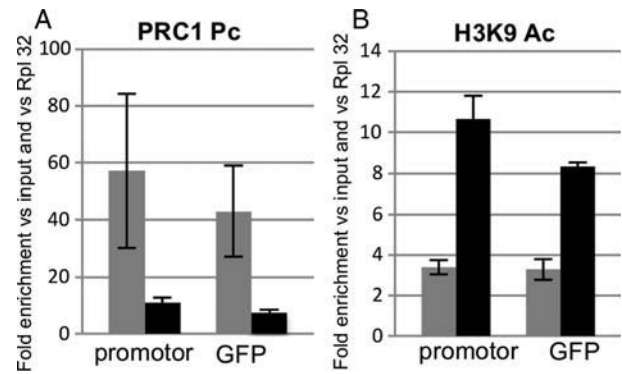 A
PRC1 Pc
Fold enrichment vs input and vs Rpl 32
100
80
60
40
20
0
promotor
GFP
B
H3K9 Ac
Fold enrichment vs input and vs Rpl 32
14
12
10
8
6
4
2
0
promotor
GFP